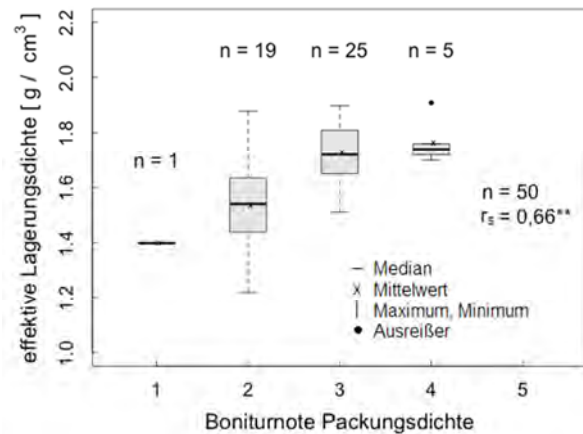 effektive Lagerungsdichte [ g / cm³ ]
2.2
2.0
1.8
1.6
1.4
1.2
1.0
n = 1
n = 19
n = 25
n = 5
n = 50
rₛ = 0,66**
– Median
× Mittelwert
| Maximum, Minimum
• Ausreißer
1 2 3 4 5
Boniturnote Packungsdichte